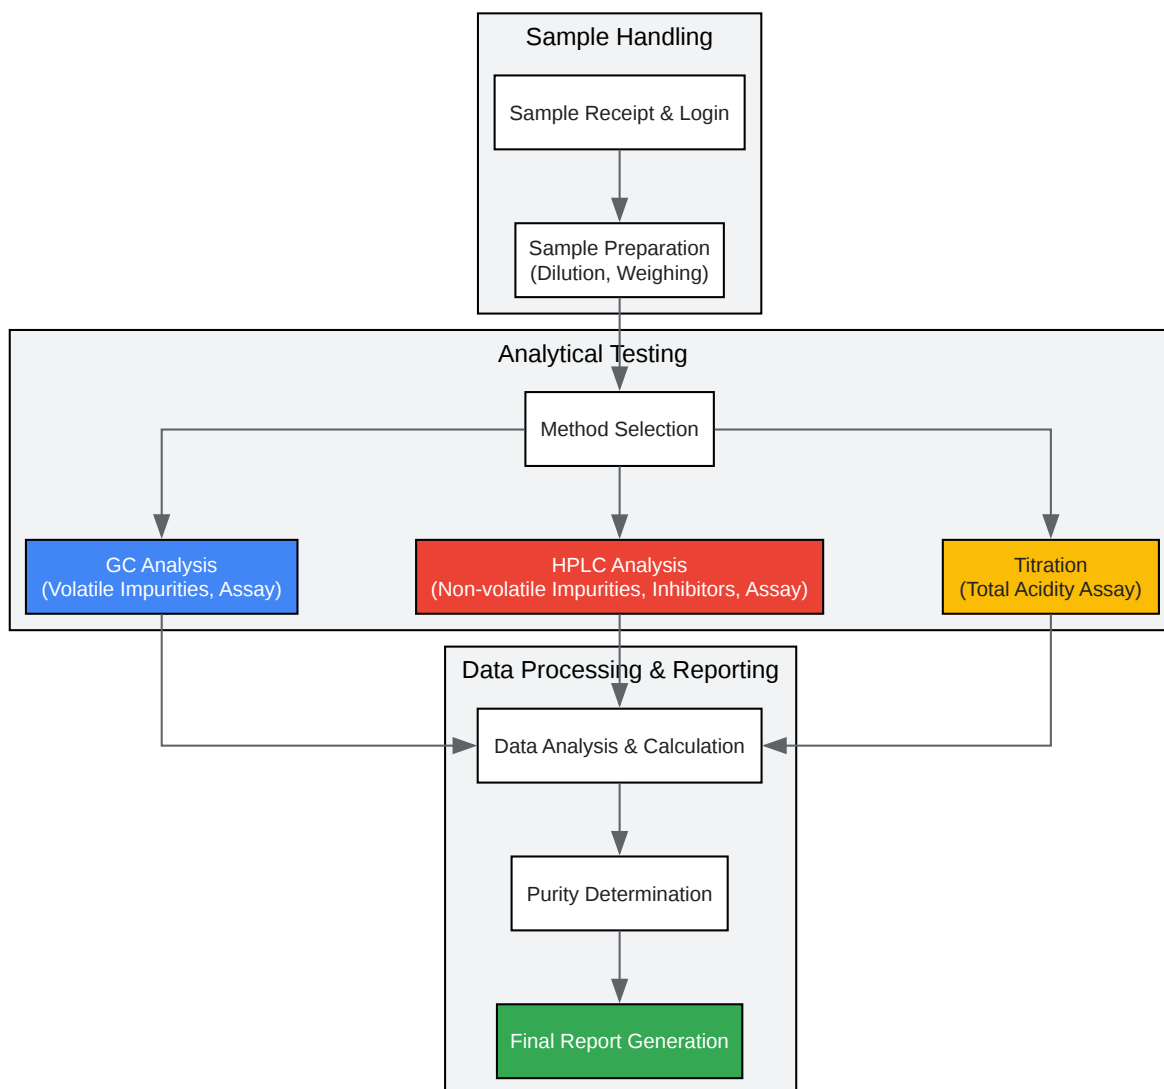 Sample Handling
Sample Receipt & Login
Sample Preparation
(Dilution, Weighing)
Analytical Testing
Method Selection
GC Analysis
(Volatile Impurities, Assay)
HPLC Analysis
(Non-volatile Impurities, Inhibitors, Assay)
Titration
(Total Acidity Assay)
Data Processing & Reporting
Data Analysis & Calculation
Purity Determination
Final Report Generation